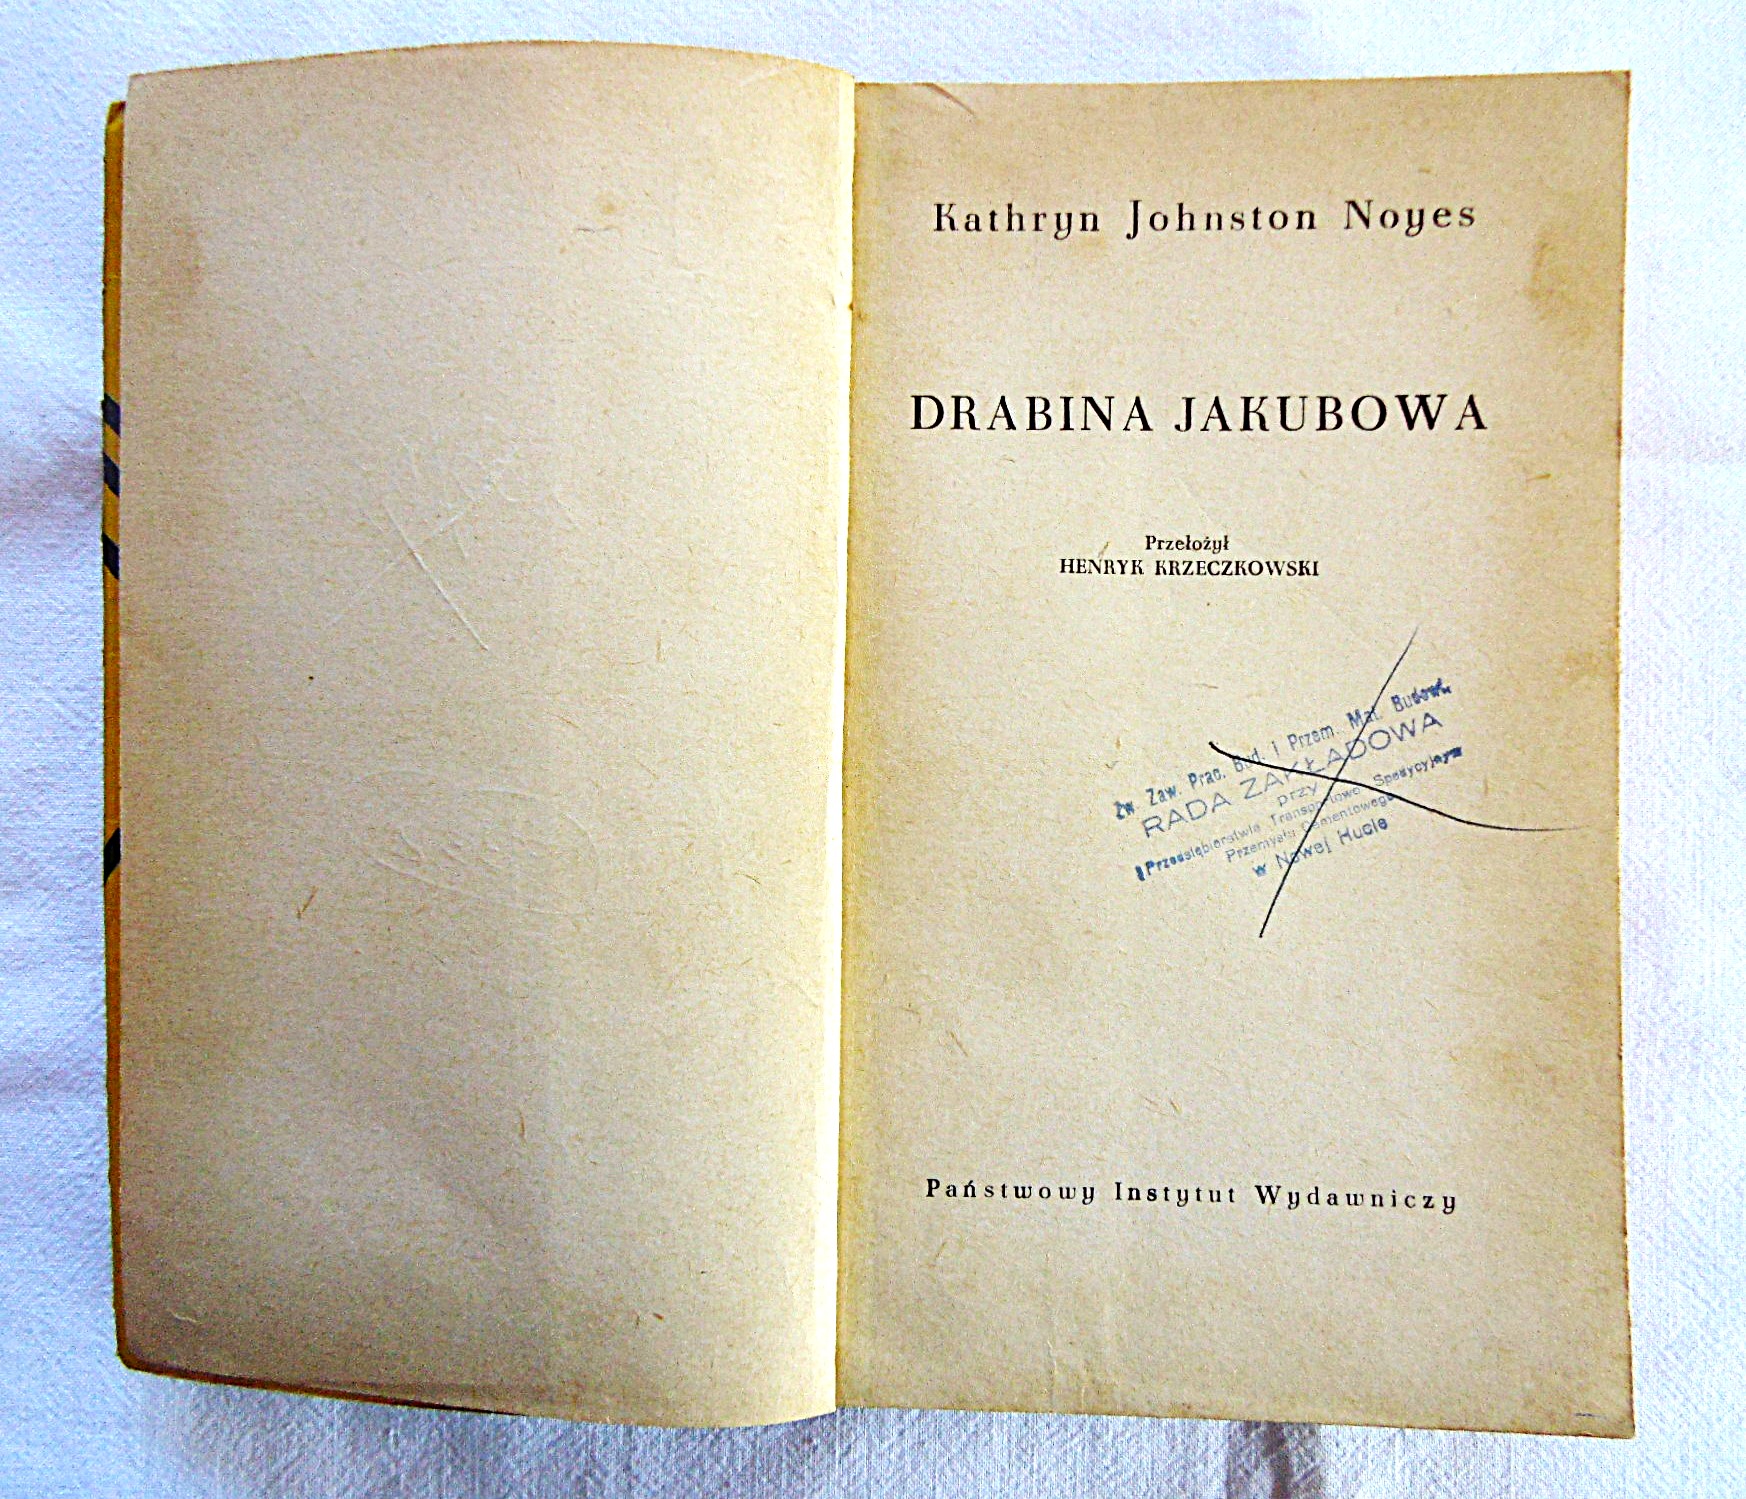 Kathryn Johnston Noyes
DRABINA JAKUBOWA
Przełożył
HENRYK KRZECZKOWSKI
Zw. Zaw. Prac. Bud. i Przem. Mat. Budowl.
RADA ZAKŁADOWA
przy
Przedsiębiorstwie Transportowo Spedycyjnym
Przemysłu Cementowego
w Nowej Hucie
Państwowy Instytut Wydawniczy